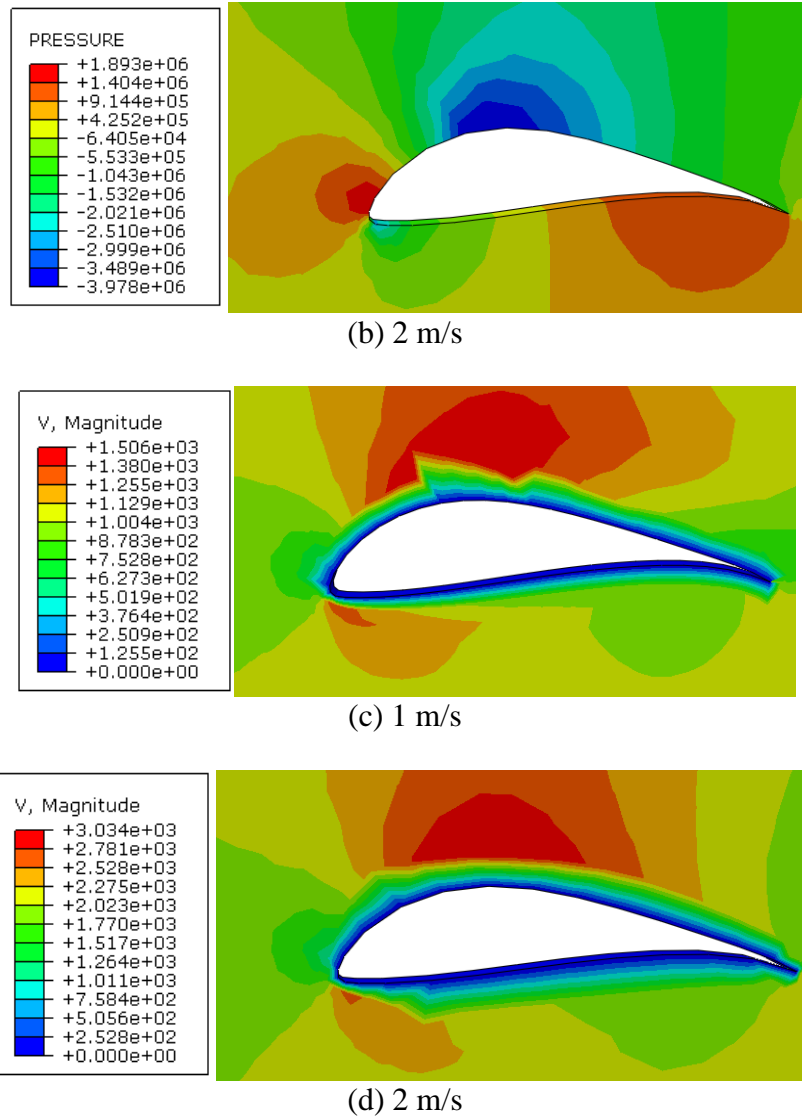 PRESSURE
+1.893e+06
+1.404e+06
+9.144e+05
+4.252e+05
-6.405e+04
-5.533e+05
-1.043e+06
-1.532e+06
-2.021e+06
-2.510e+06
-2.999e+06
-3.489e+06
-3.978e+06
(b) 2 m/s
V, Magnitude
+1.506e+03
+1.380e+03
+1.255e+03
+1.129e+03
+1.004e+03
+8.783e+02
+7.528e+02
+6.273e+02
+5.019e+02
+3.764e+02
+2.509e+02
+1.255e+02
+0.000e+00
(c) 1 m/s
V, Magnitude
+3.034e+03
+2.781e+03
+2.528e+03
+2.275e+03
+2.023e+03
+1.770e+03
+1.517e+03
+1.264e+03
+1.011e+03
+7.584e+02
+5.056e+02
+2.528e+02
+0.000e+00
(d) 2 m/s